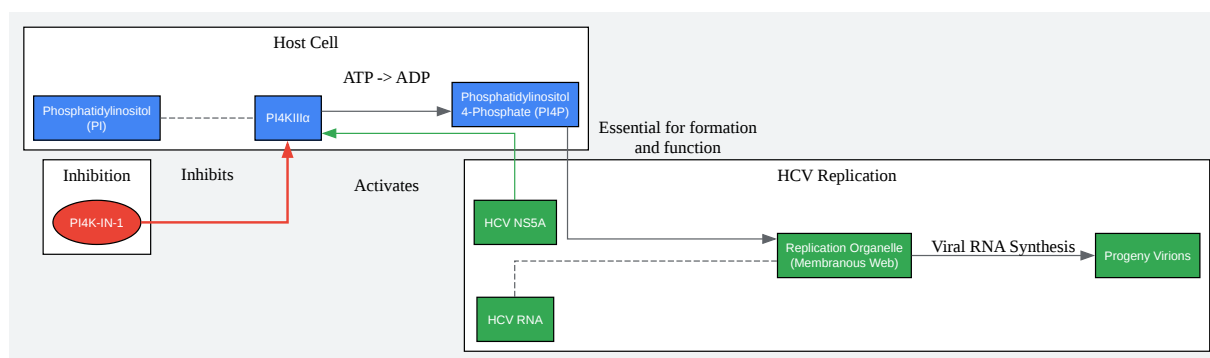 Host Cell
ATP -> ADP
Phosphatidylinositol
(PI)
PI4KIIIα
Phosphatidylinositol
4-Phosphate (PI4P)
Essential for formation
and function
Inhibition
Inhibits
Activates
PI4K-IN-1
HCV Replication
HCV NS5A
Replication Organelle
(Membranous Web)
Viral RNA Synthesis
Progeny Virions
HCV RNA